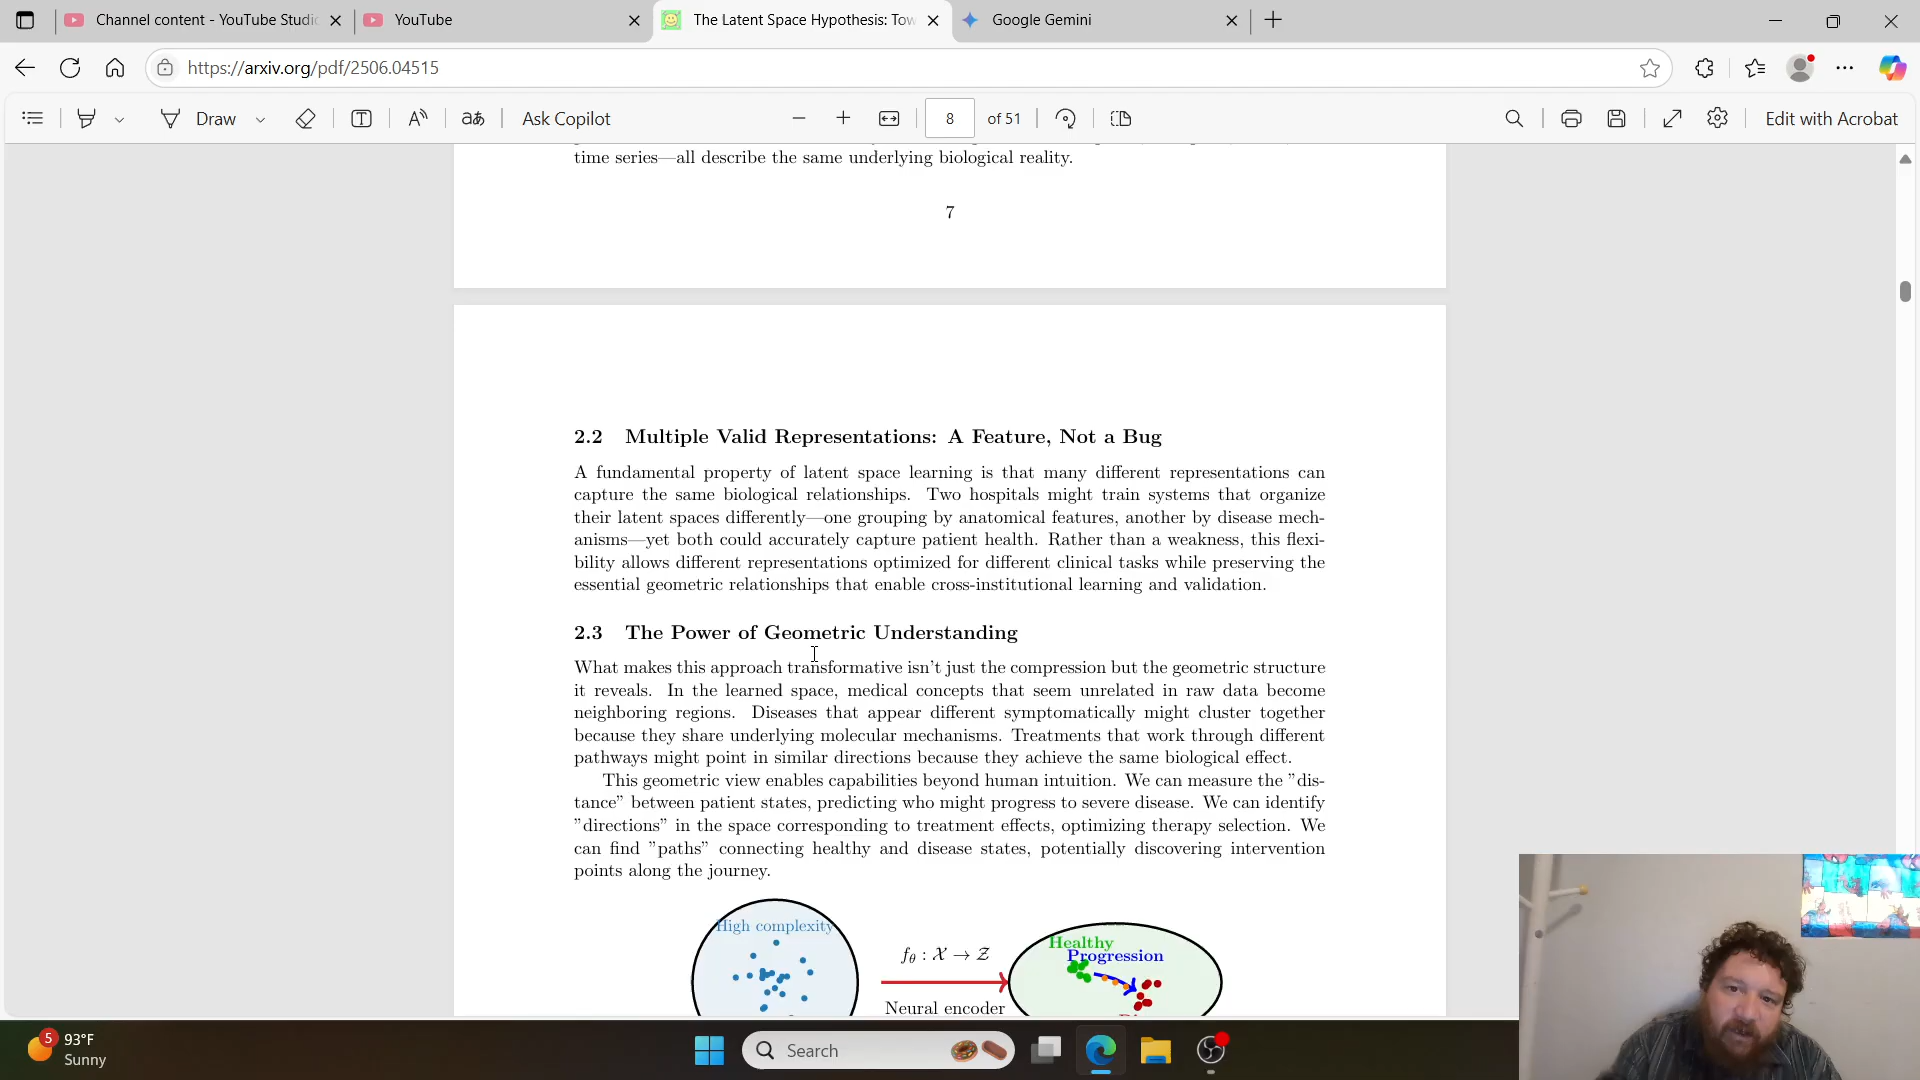 Channel content - YouTube Studi
YouTube
The Latent Space Hypothesis: Tow
Google Gemini
https://arxiv.org/pdf/2506.04515
Draw
Ask Copilot
8
of 51
Edit with Acrobat
time series—all describe the same underlying biological reality.
7
2.2 Multiple Valid Representations: A Feature, Not a Bug
A fundamental property of latent space learning is that many different representations can
capture the same biological relationships. Two hospitals might train systems that organize
their latent spaces differently—one grouping by anatomical features, another by disease mech-
anisms—yet both could accurately capture patient health. Rather than a weakness, this flexi-
bility allows different representations optimized for different clinical tasks while preserving the
essential geometric relationships that enable cross-institutional learning and validation.
2.3 The Power of Geometric Understanding
What makes this approach transformative isn't just the compression but the geometric structure
it reveals. In the learned space, medical concepts that seem unrelated in raw data become
neighboring regions. Diseases that appear different symptomatically might cluster together
because they share underlying molecular mechanisms. Treatments that work through different
pathways might point in similar directions because they achieve the same biological effect.
This geometric view enables capabilities beyond human intuition. We can measure the ”dis-
tance” between patient states, predicting who might progress to severe disease. We can identify
”directions” in the space corresponding to treatment effects, optimizing therapy selection. We
can find ”paths” connecting healthy and disease states, potentially discovering intervention
points along the journey.
High complexity
fθ : X → Z
Neural encoder
Healthy
Progression
5
93°F
Sunny
Search